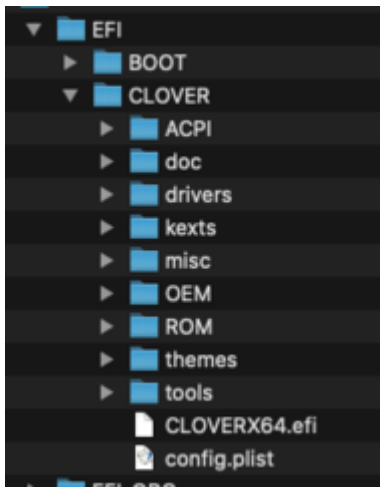 EFI
BOOT
CLOVER
ACPI
doc
drivers
kexts
misc
OEM
ROM
themes
tools
CLOVERX64.efi
config.plist